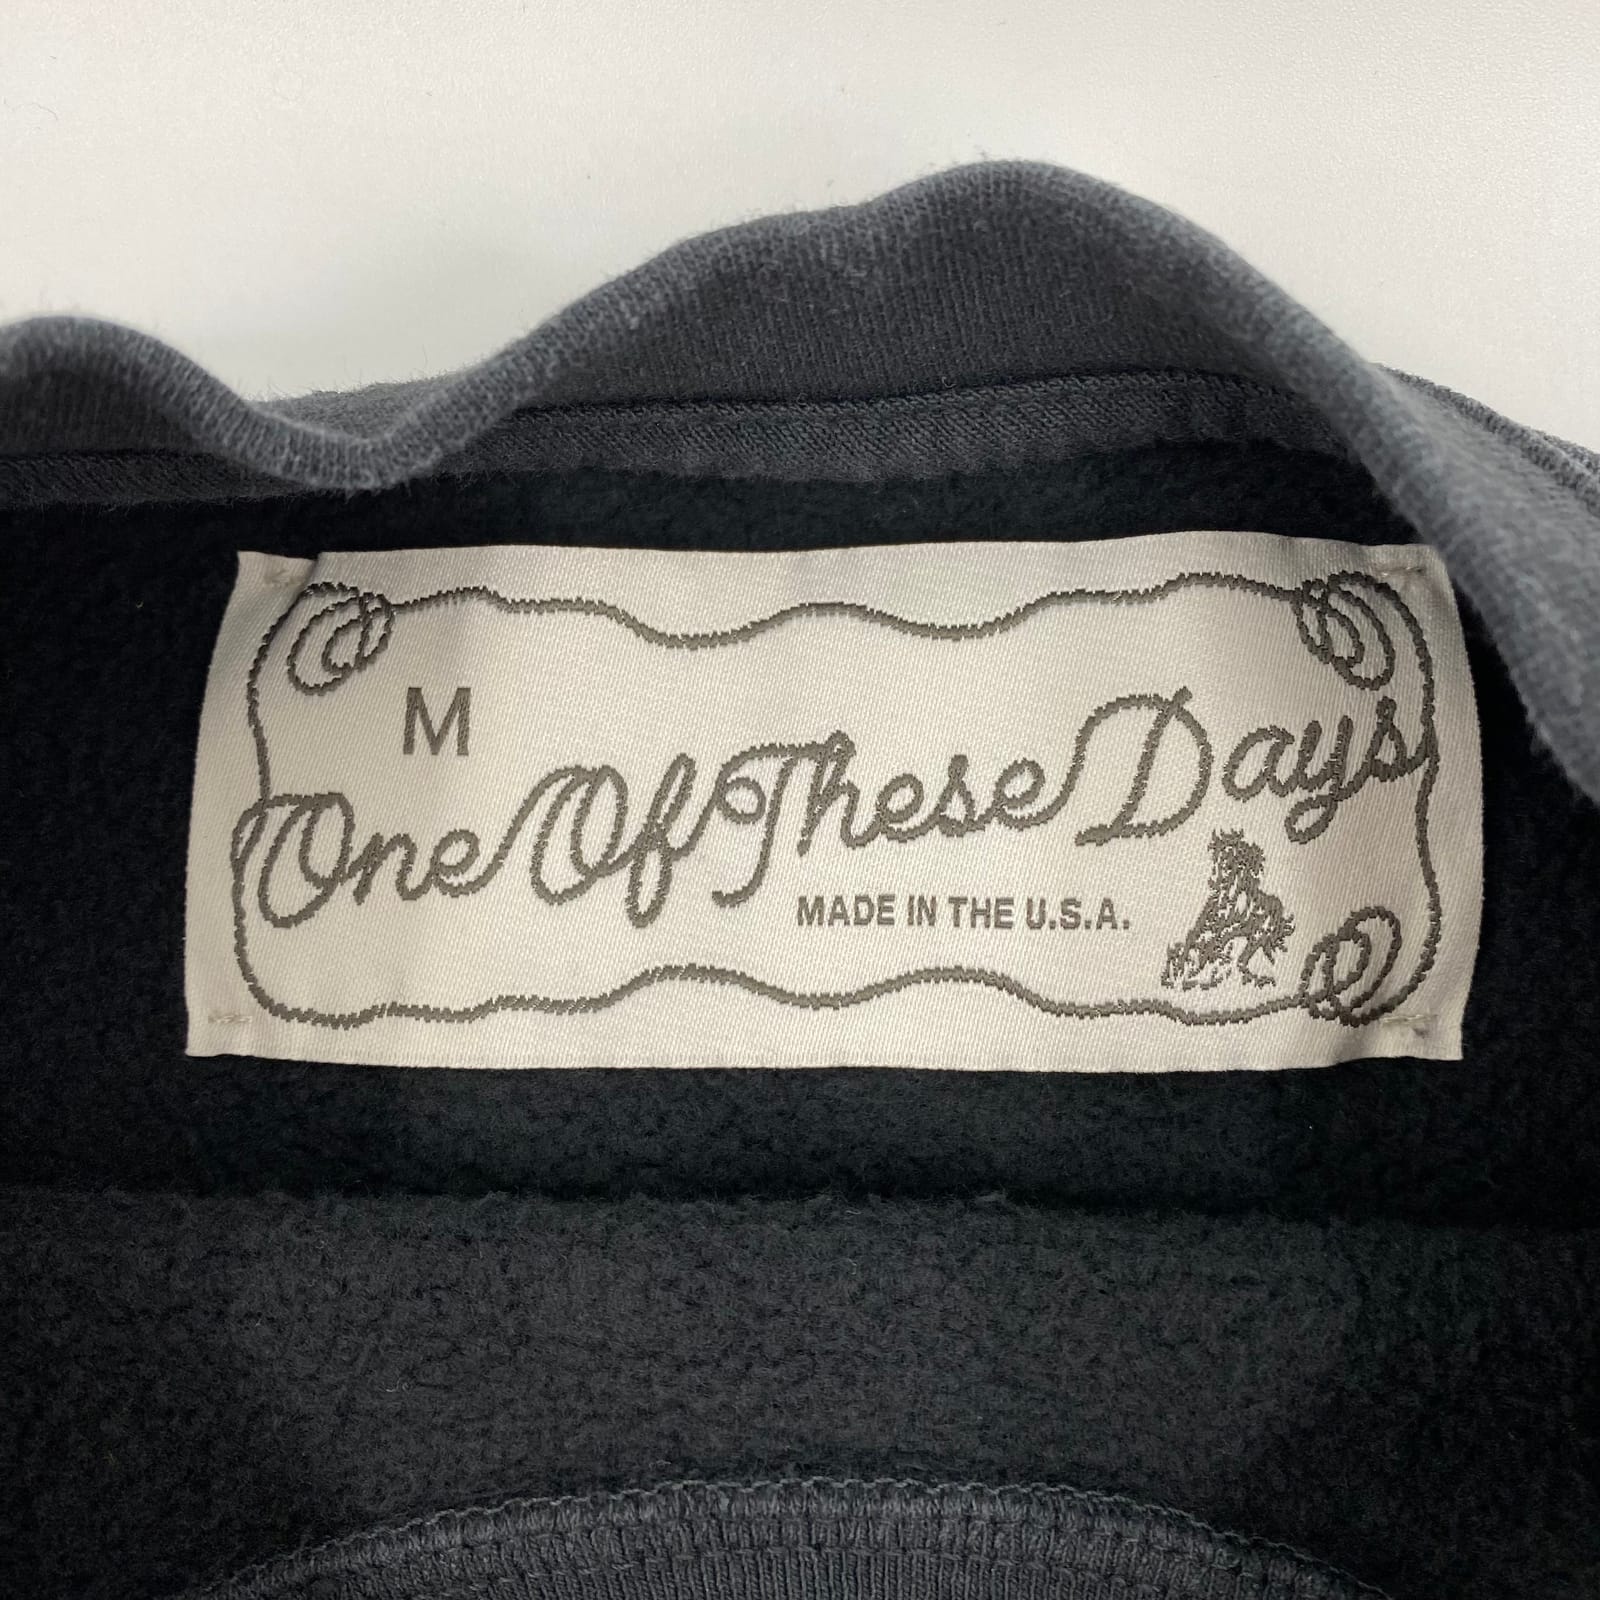 M
One Of These Days
MADE IN THE U.S.A.